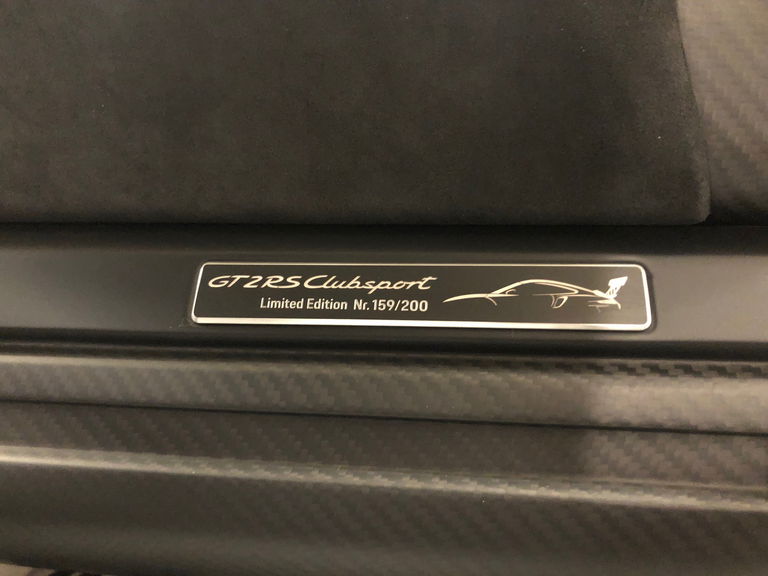 GT2RS Clubsport
Limited Edition Nr. 159/200